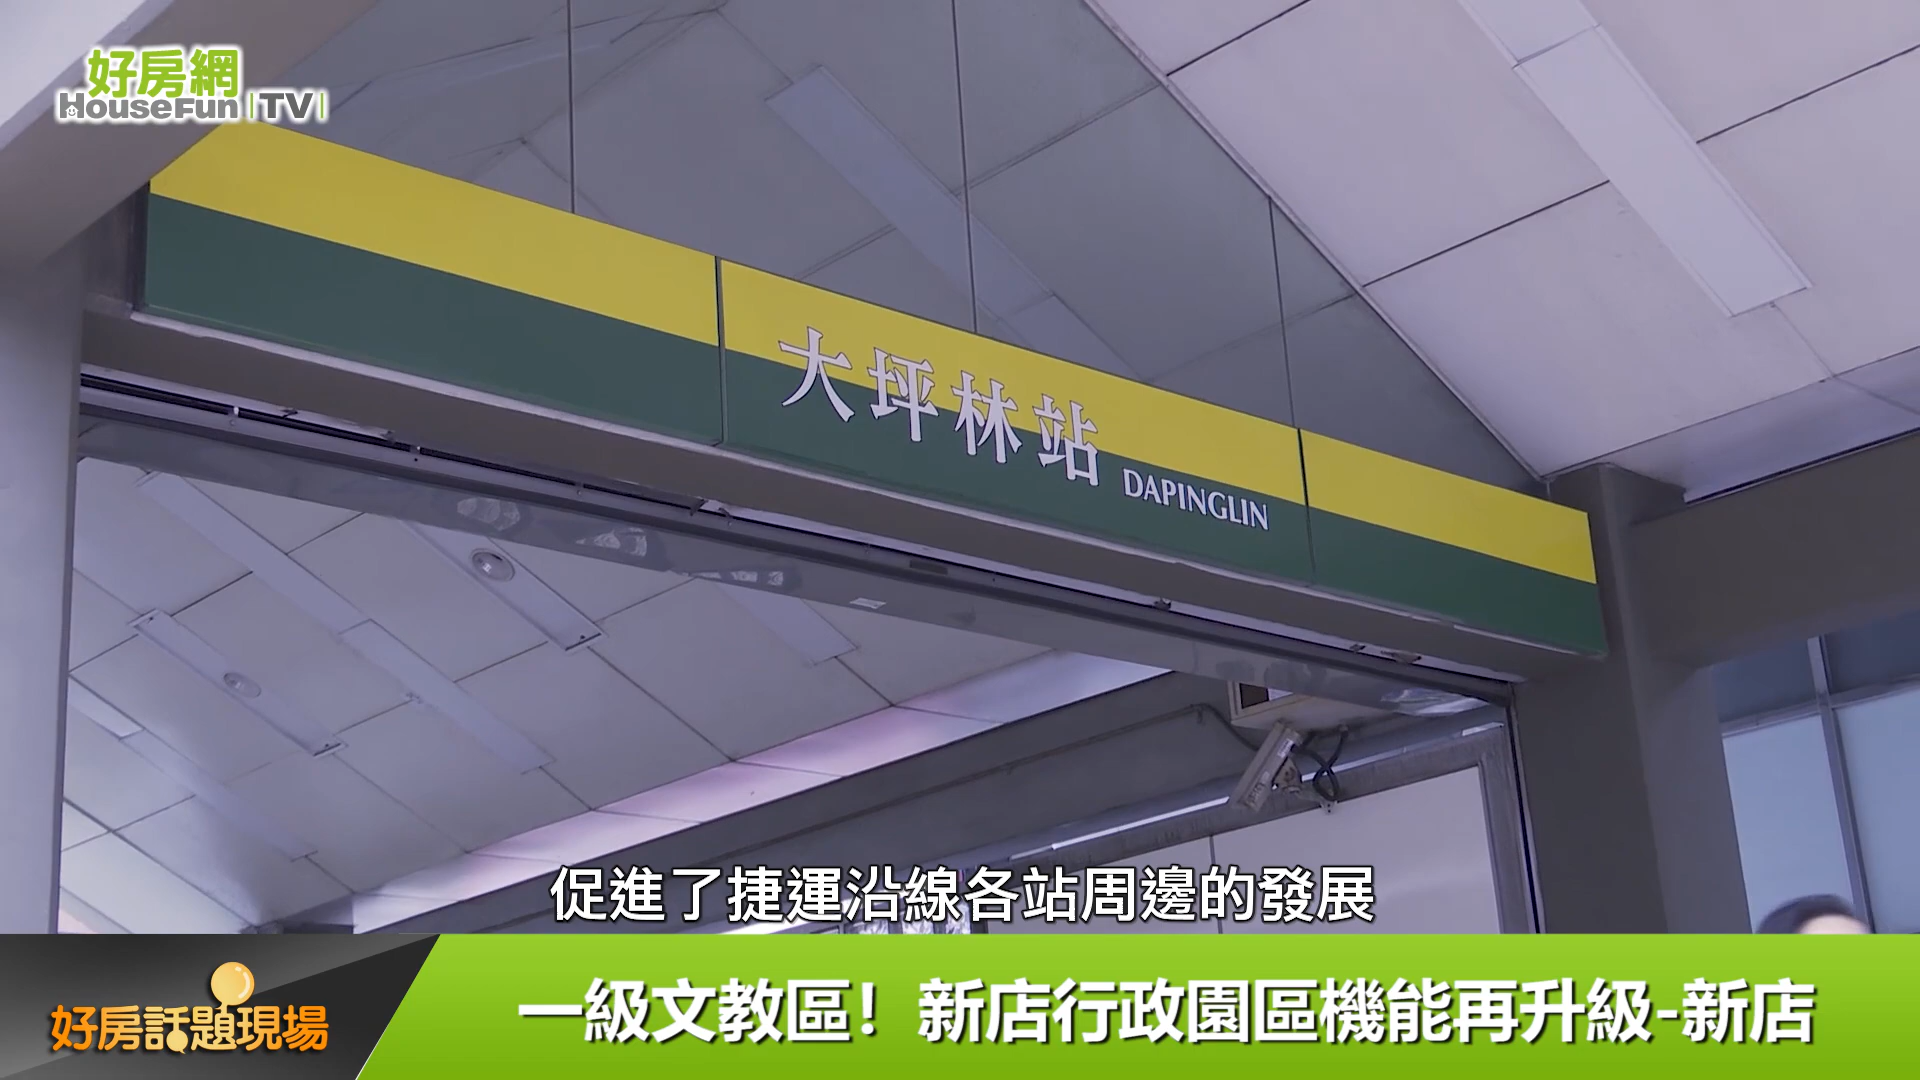 好房網
HouseFun TV
大坪林站 DAPINGLIN
促進了捷運沿線各站周邊的發展
好房話題現場
一級文教區！新店行政園區機能再升級-新店